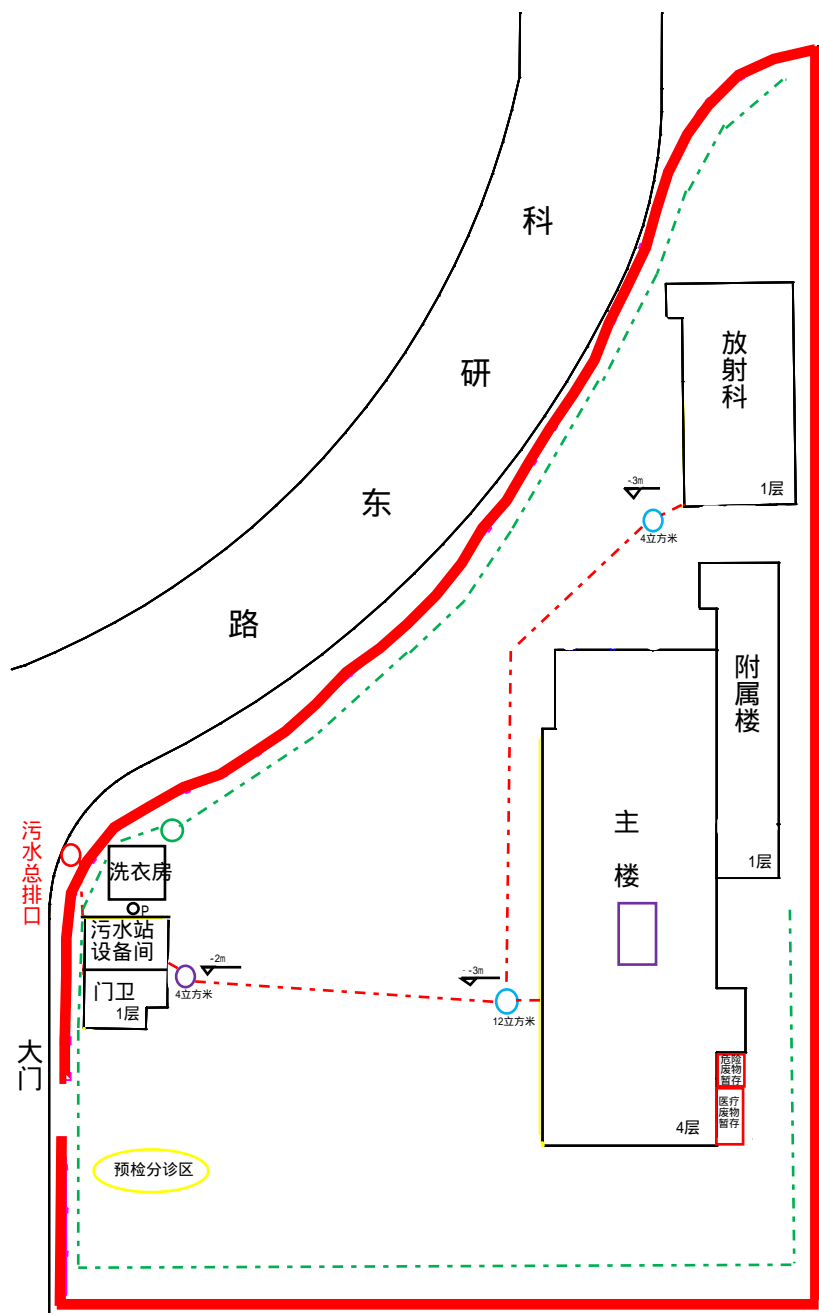 科
研
东
路
放射科
1层
-3m
4立方米
附属楼
1层
主楼
4层
危险
废物
暂存
医疗
废物
暂存
污水总排口
洗衣房
P
污水站
设备间
门卫
1层
-2m
4立方米
-3m
12立方米
大门
预检分诊区